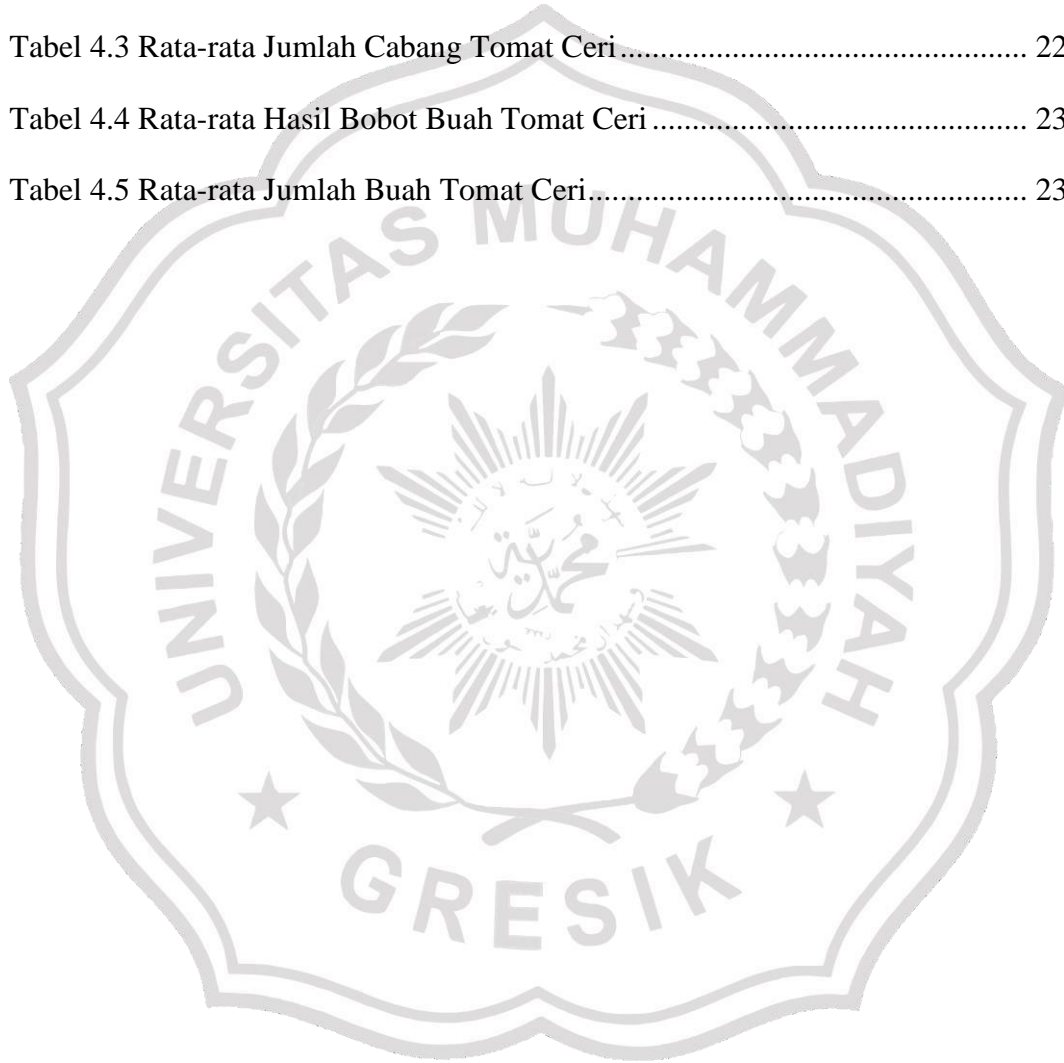 Tabel 4.3 Rata-rata Jumlah Cabang Tomat Ceri ................................................... 22
Tabel 4.4 Rata-rata Hasil Bobot Buah Tomat Ceri ............................................... 23
Tabel 4.5 Rata-rata Jumlah Buah Tomat Ceri....................................................... 23
UNIVERSITAS MUHAMMADIYAH
محمدية
GRESIK